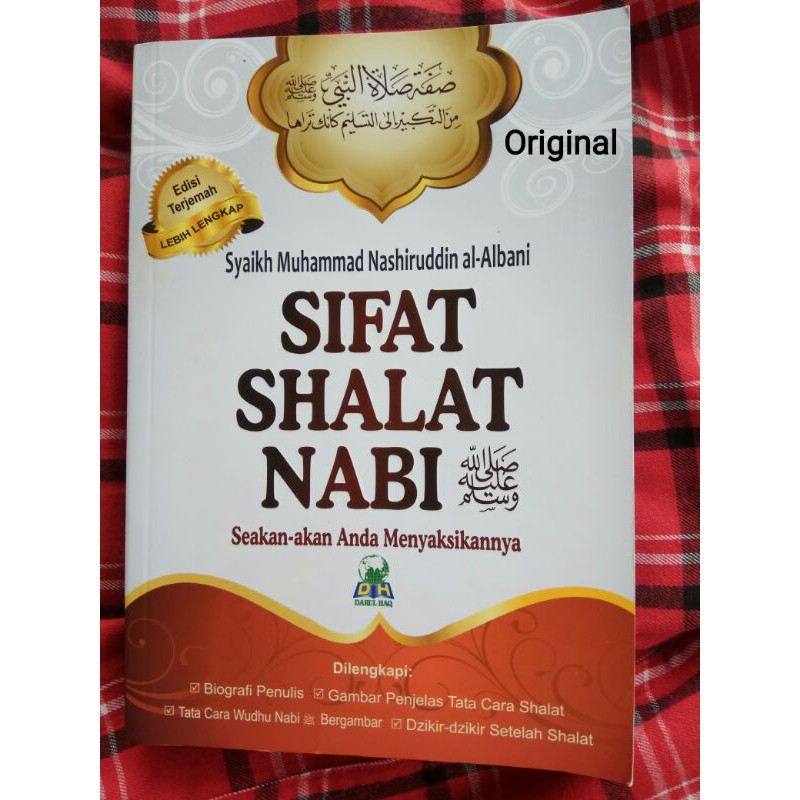 صفة صلاة النبي ﷺ
من التكبير إلى التسليم كأنك تراها
Original
Edisi
Terjemah
LEBIH LENGKAP
Syaikh Muhammad Nashiruddin al-Albani
SIFAT
SHALAT
NABI ﷺ
Seakan-akan Anda Menyaksikannya
DH
DARUL HAQ
Dilengkapi:
☑ Biografi Penulis ☑ Gambar Penjelas Tata Cara Shalat
☑ Tata Cara Wudhu Nabi ﷺ Bergambar ☑ Dzikir-dzikir Setelah Shalat